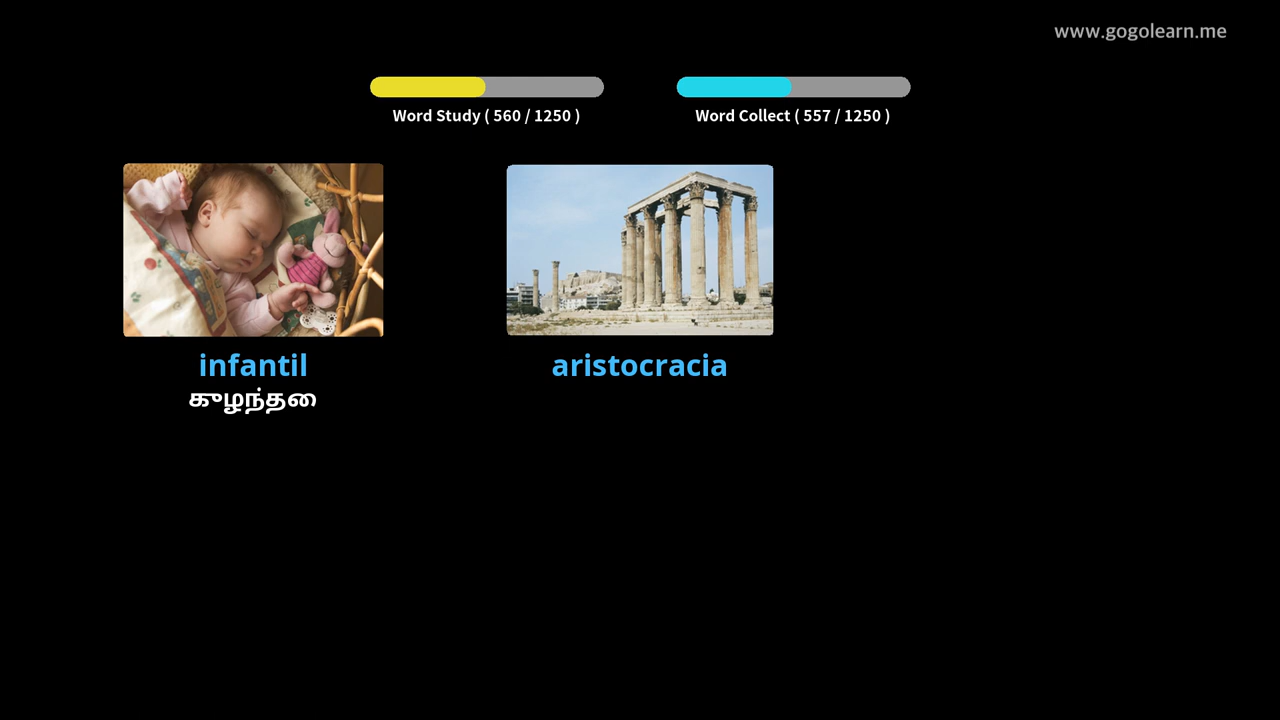 www.gogolearn.me
Word Study ( 560 / 1250 )
Word Collect ( 557 / 1250 )
infantil
குழந்தை
aristocracia